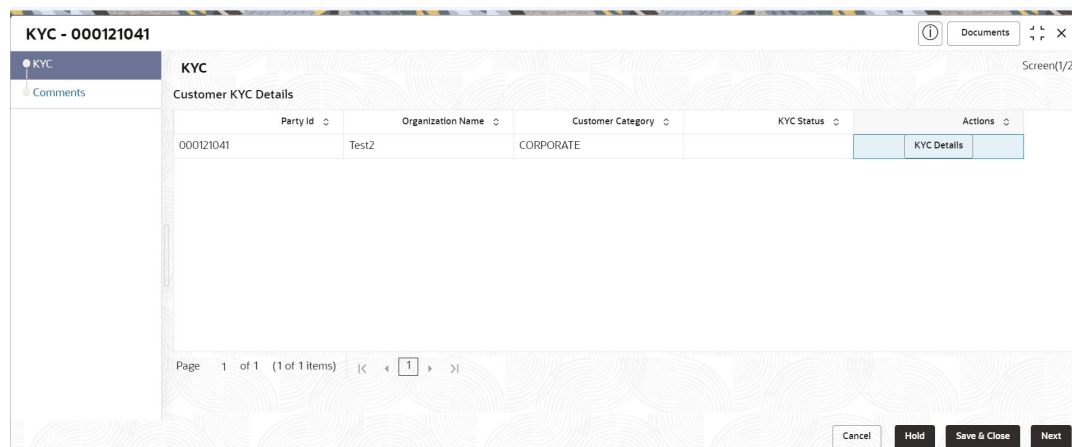 KYC - 000121041
Documents
KYC
Comments
KYC
Screen(1/2
Customer KYC Details
Party Id Organization Name Customer Category KYC Status Actions
000121041 Test2 CORPORATE KYC Details
Page 1 of 1 (1 of 1 items) 1
Cancel Hold Save & Close Next